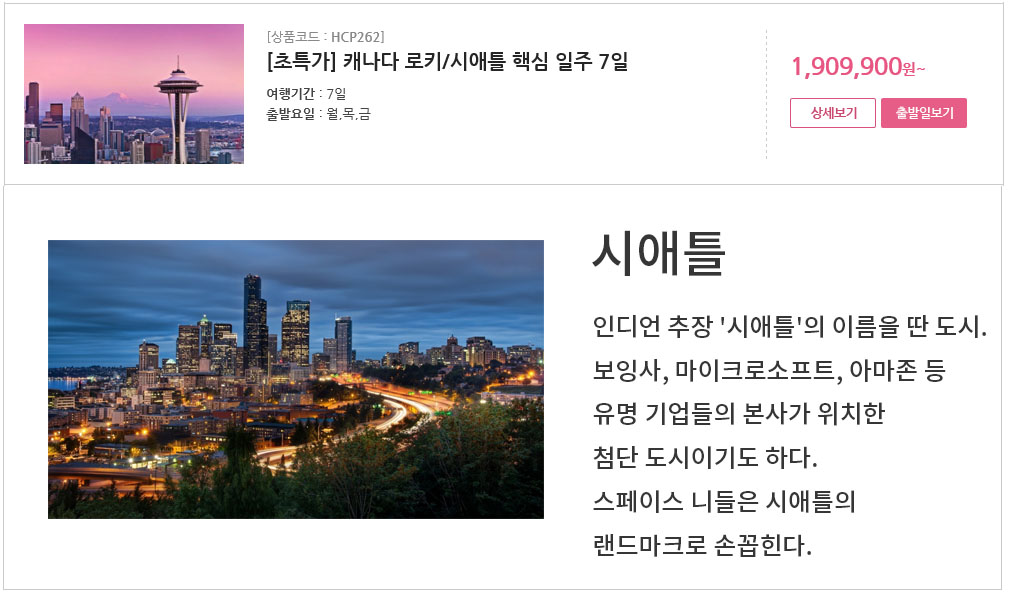 [상품코드 : HCP262]
[초특가] 캐나다 로키/시애틀 핵심 일주 7일
여행기간 : 7일
출발요일 : 월,목,금
1,909,900원~
상세보기 출발일보기
시애틀
인디언 추장 '시애틀'의 이름을 딴 도시.
보잉사, 마이크로소프트, 아마존 등
유명 기업들의 본사가 위치한
첨단 도시이기도 하다.
스페이스 니들은 시애틀의
랜드마크로 손꼽힌다.